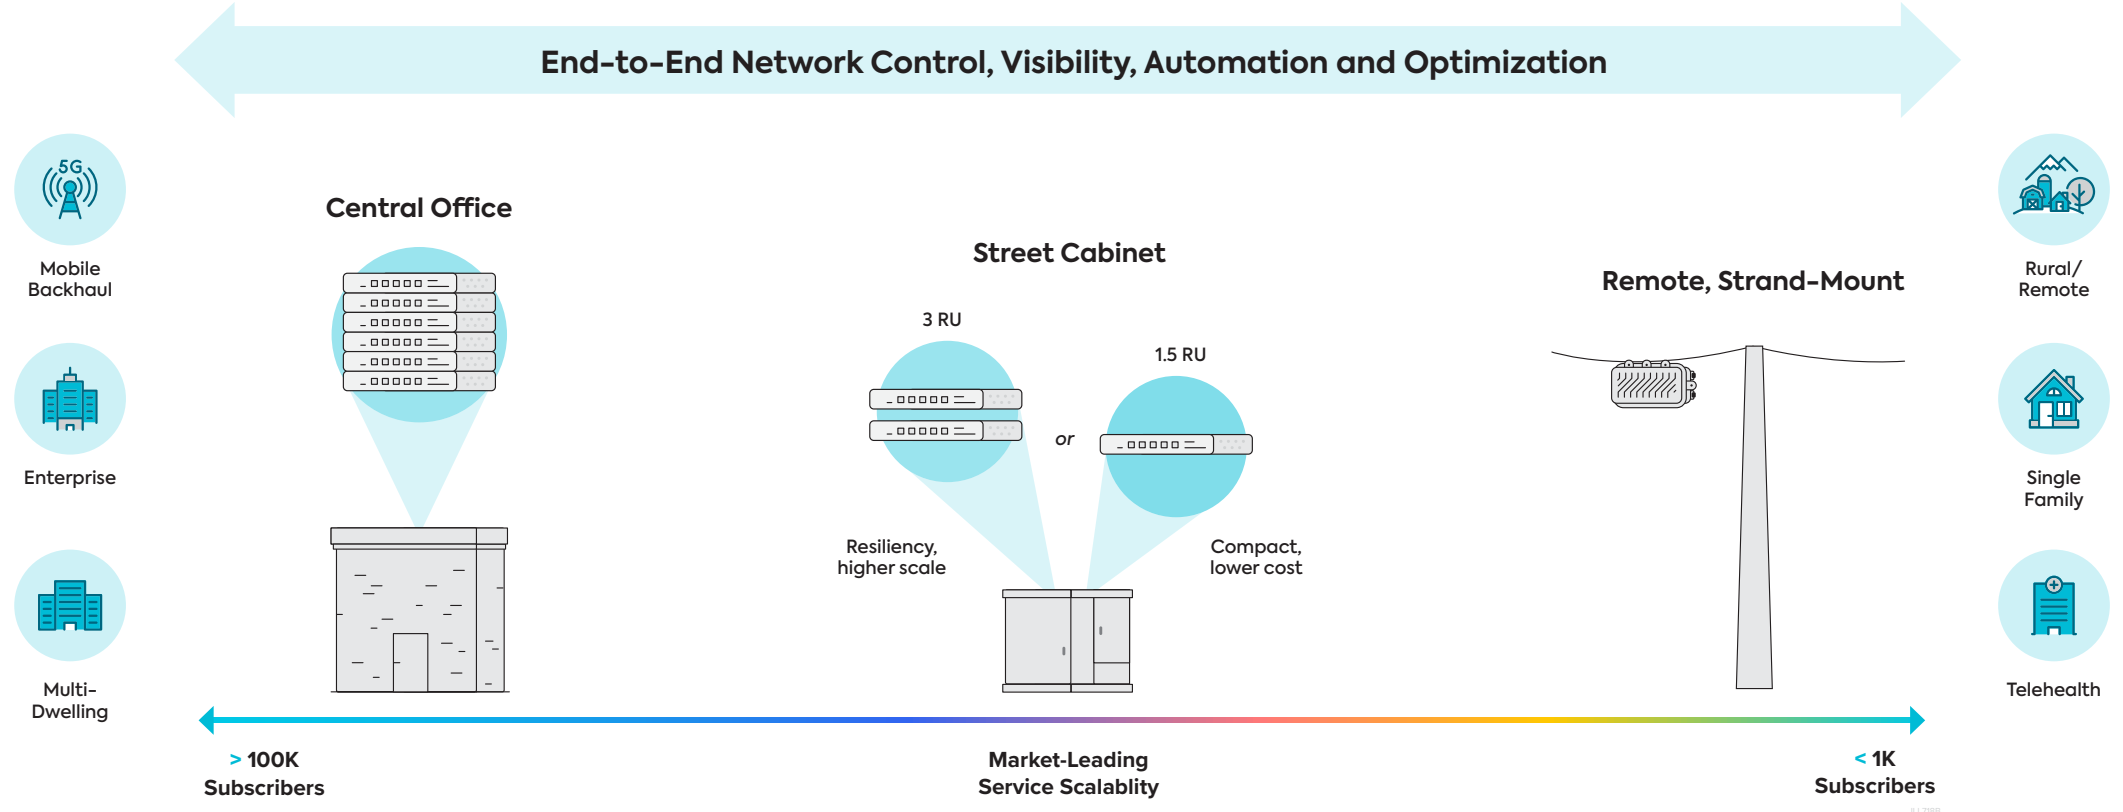 End-to-End Network Control, Visibility, Automation and Optimization
5G
Mobile
Backhaul
Enterprise
Multi-
Dwelling
Central Office
Street Cabinet
3 RU
1.5 RU
or
Resiliency,
higher scale
Compact,
lower cost
Remote, Strand-Mount
Rural/
Remote
Single
Family
Telehealth
> 100K
Subscribers
Market-Leading
Service Scalablity
< 1K
Subscribers